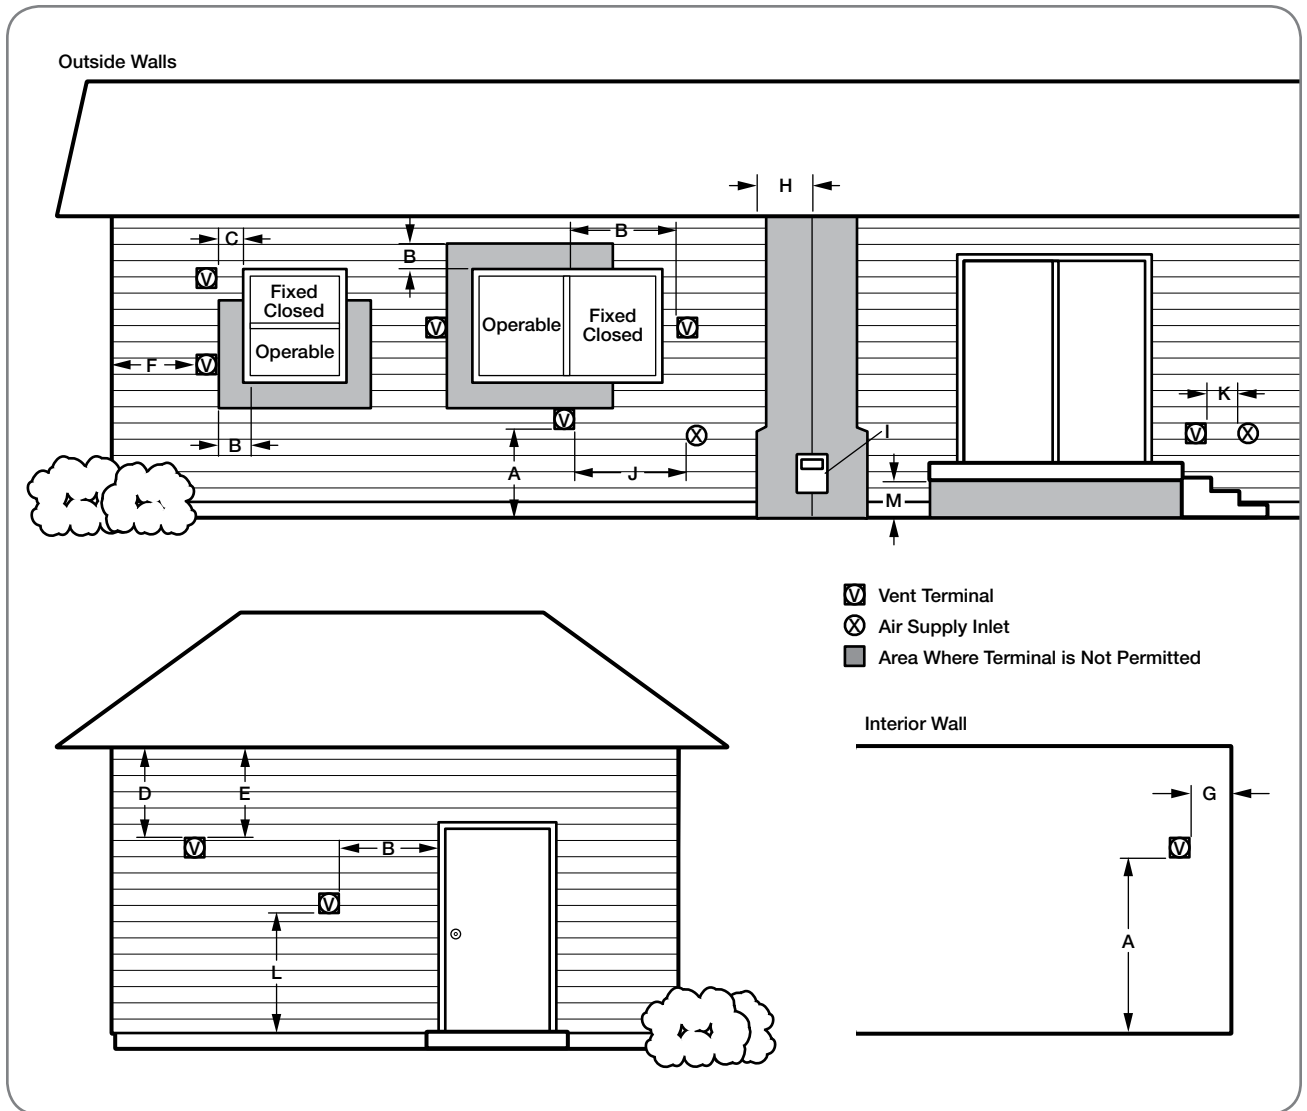 Outside Walls
H
C
B
B
V
Fixed
Closed
Operable
Operable
Fixed
Closed
V
V
F
V
B
V
A
J
X
I
M
K
V
X
V Vent Terminal
X Air Supply Inlet
Area Where Terminal is Not Permitted
Interior Wall
D
E
V
B
V
L
G
V
A